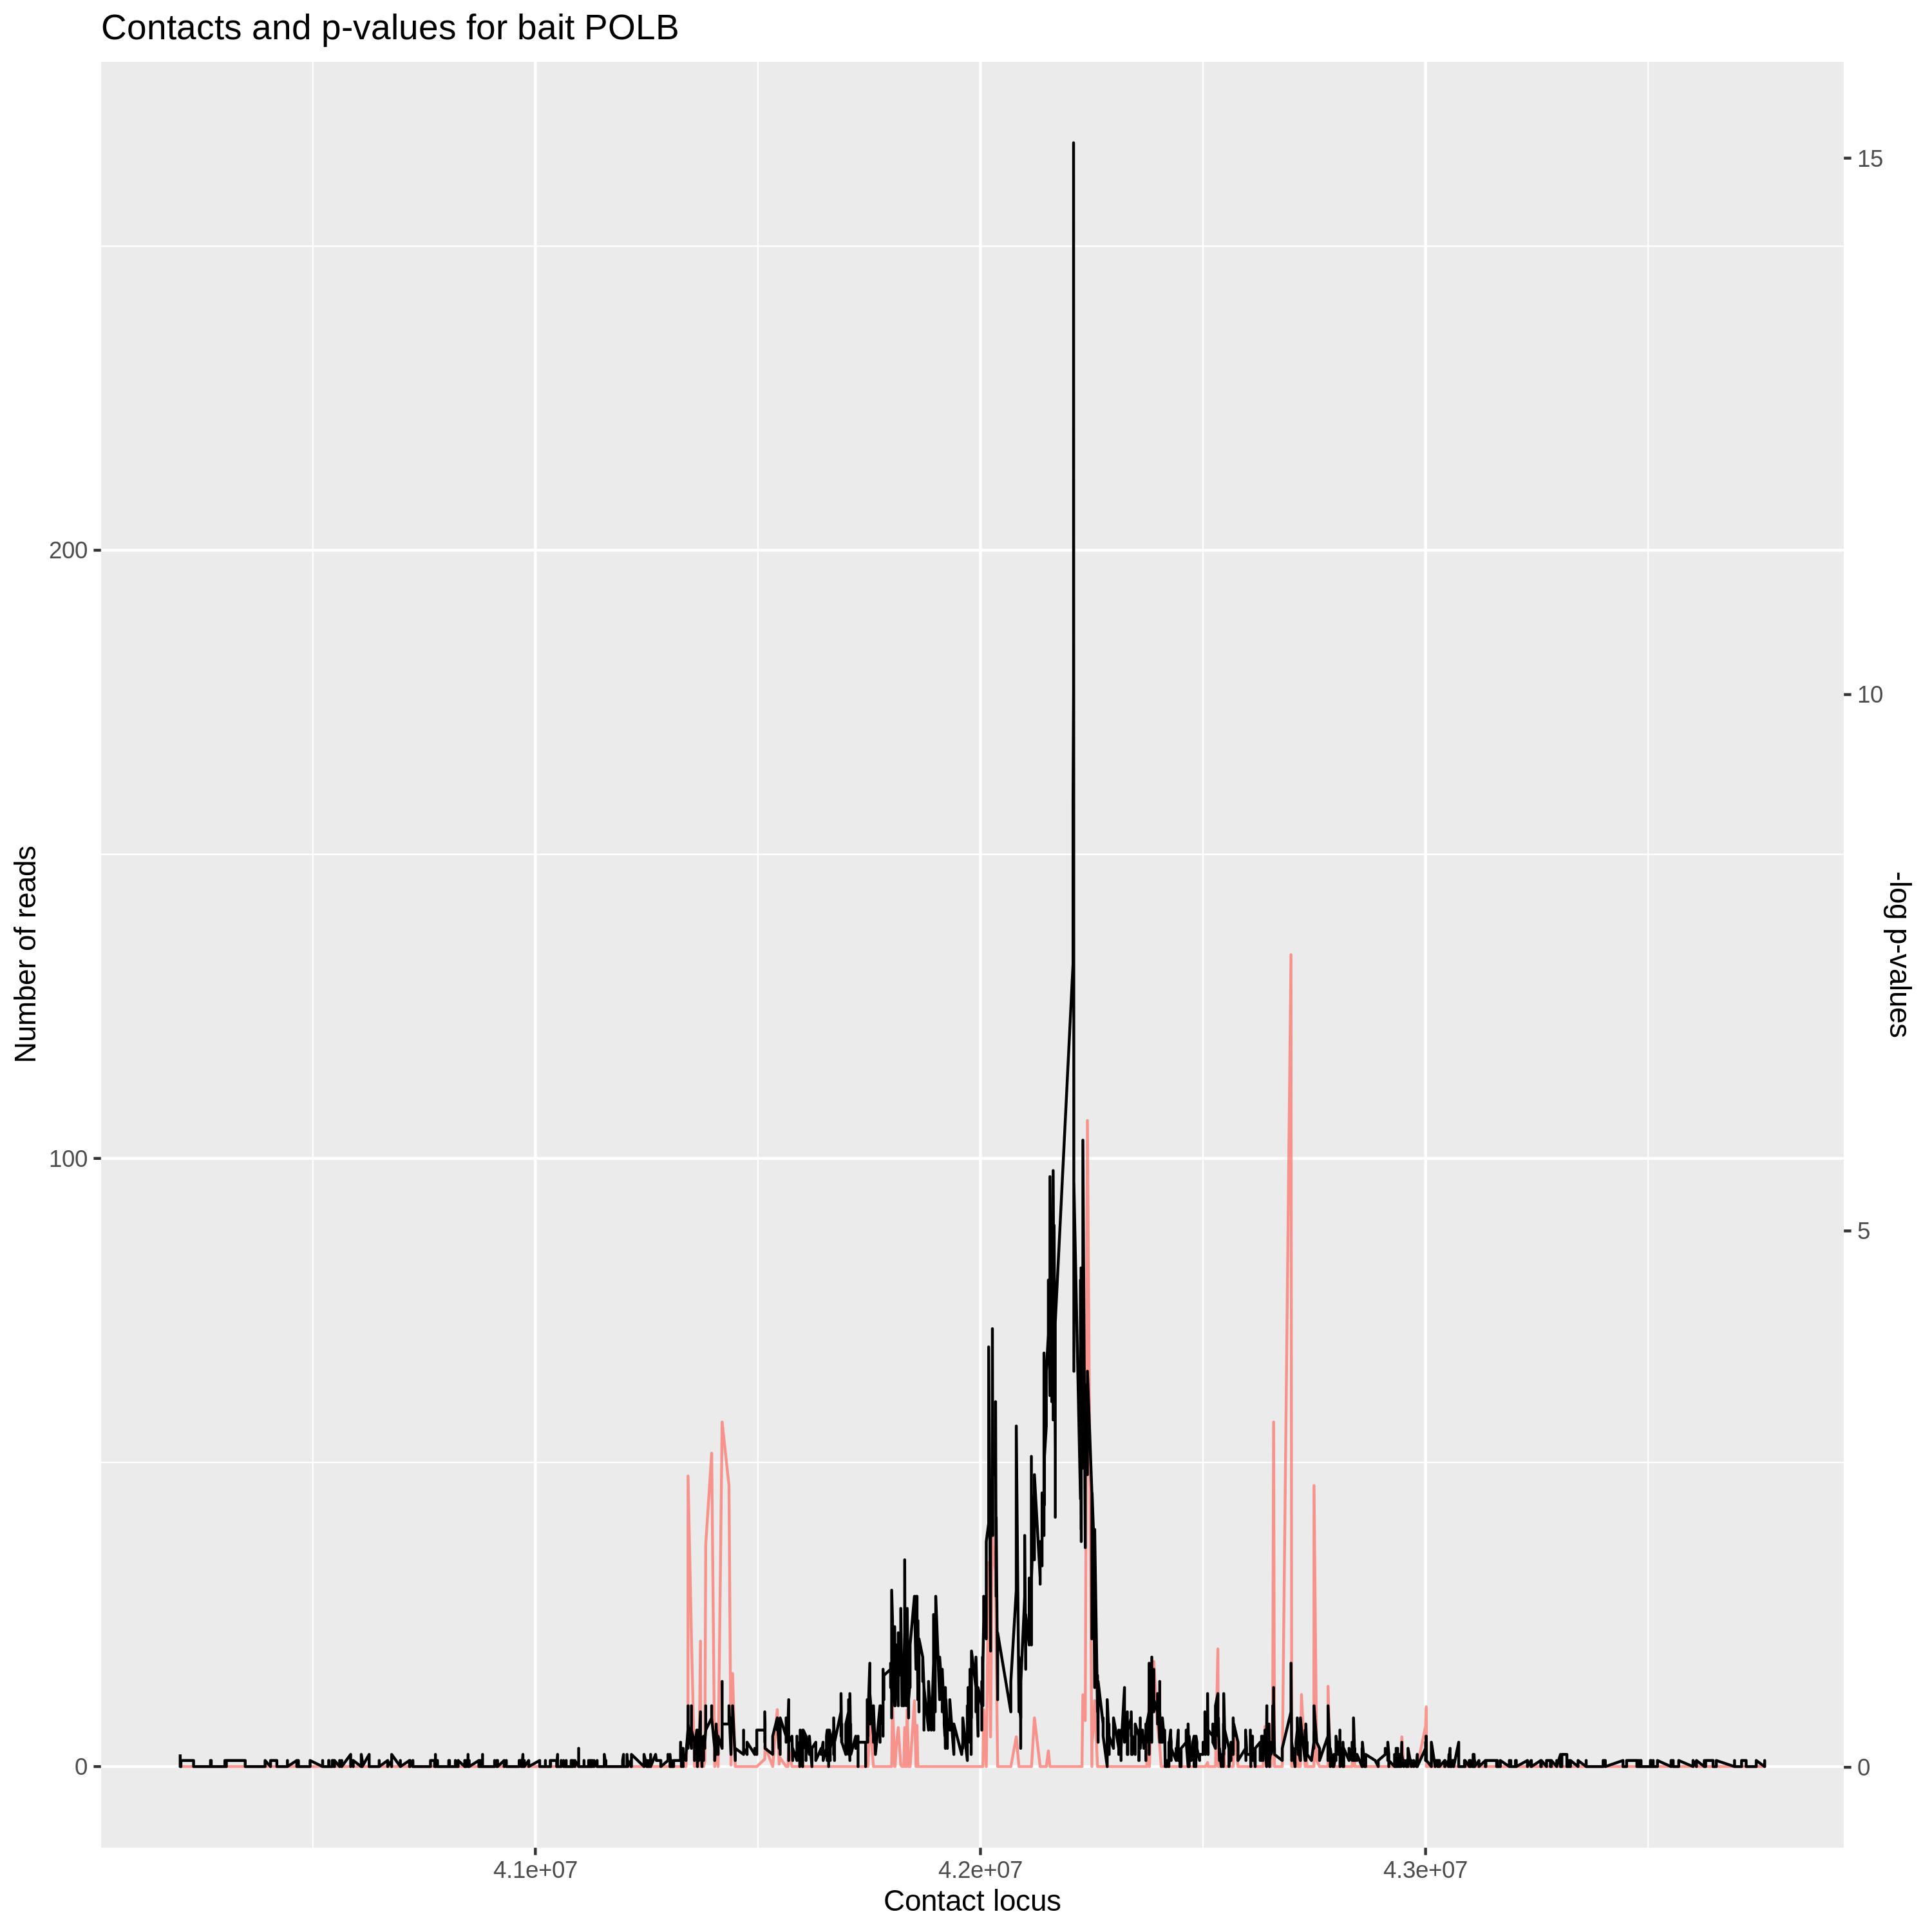 Contacts and p-values for bait POLB
Number of reads
200
100
0
15
10
5
0
-log p-values
4.1e+07
4.2e+07
4.3e+07
Contact locus